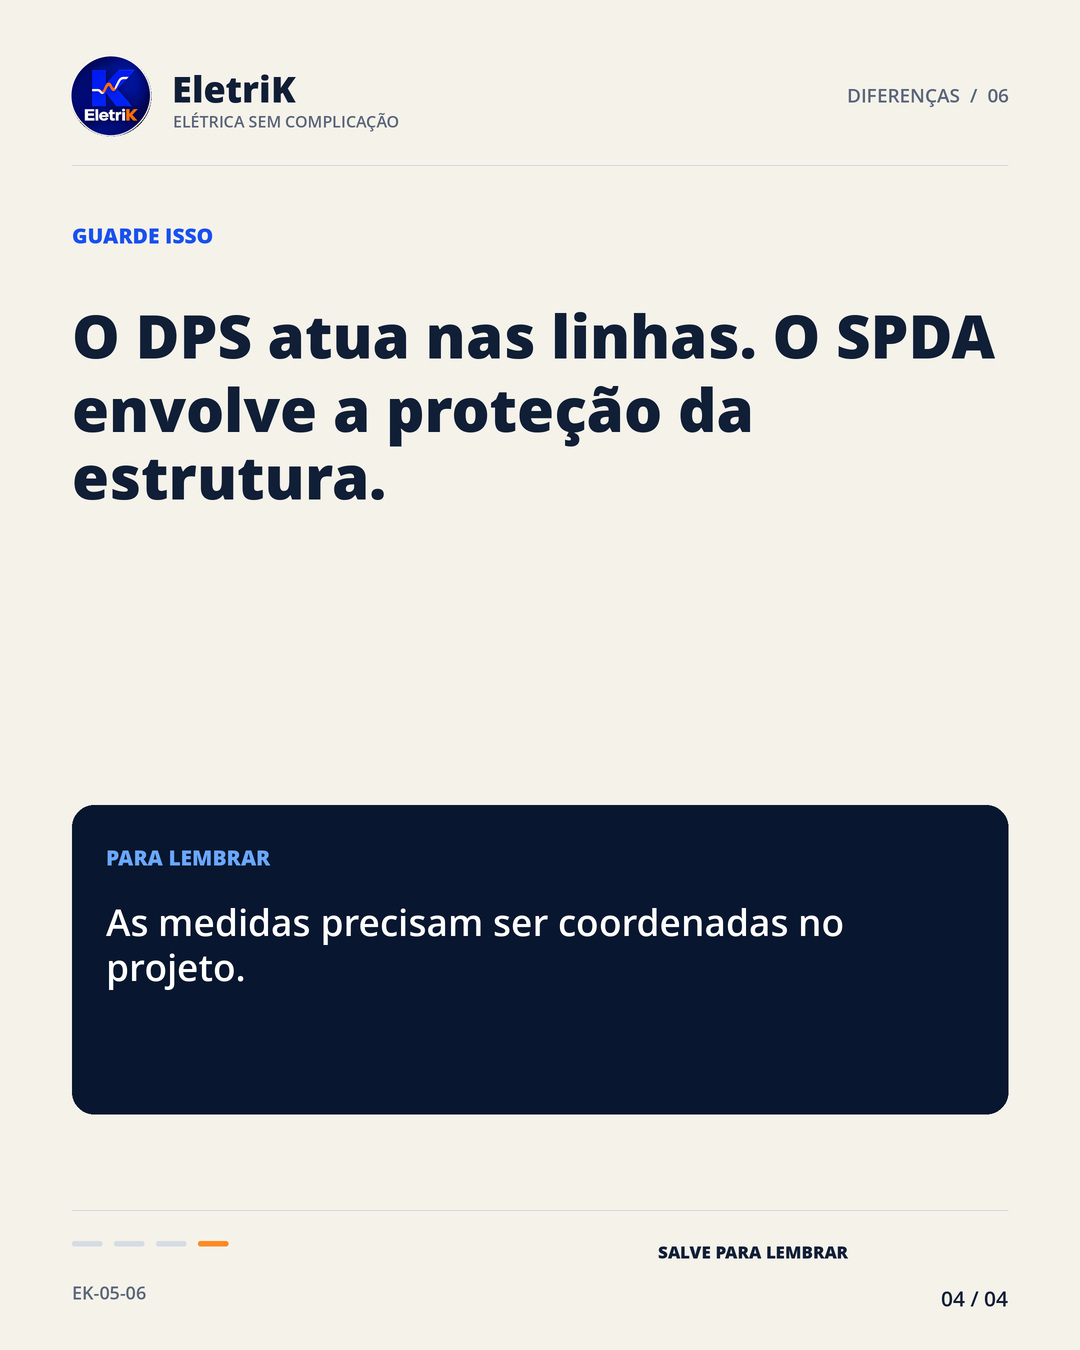 EletriK
EletriK
ELÉTRICA SEM COMPLICAÇÃO
DIFERENÇAS / 06
GUARDE ISSO
O DPS atua nas linhas. O SPDA
envolve a proteção da
estrutura.
PARA LEMBRAR
As medidas precisam ser coordenadas no
projeto.
SALVE PARA LEMBRAR
EK-05-06
04 / 04